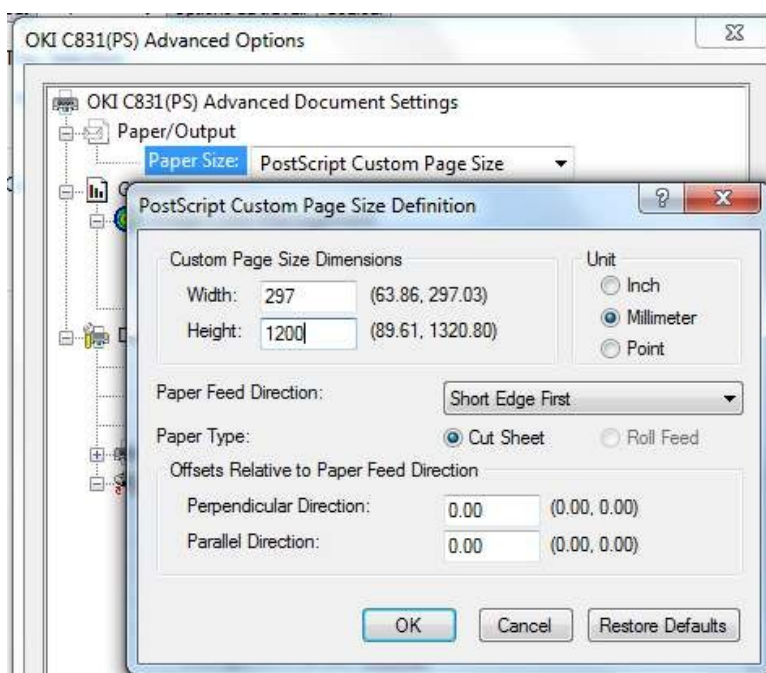 OKI C831(PS) Advanced Options
OKI C831(PS) Advanced Document Settings
Paper/Output
Paper Size: PostScript Custom Page Size
PostScript Custom Page Size Definition
Custom Page Size Dimensions
Width: 297 (63.86, 297.03)
Height: 1200 (89.61, 1320.80)
Unit
Inch
Millimeter
Point
Paper Feed Direction: Short Edge First
Paper Type: Cut Sheet Roll Feed
Offsets Relative to Paper Feed Direction
Perpendicular Direction: 0.00 (0.00, 0.00)
Parallel Direction: 0.00 (0.00, 0.00)
OK Cancel Restore Defaults